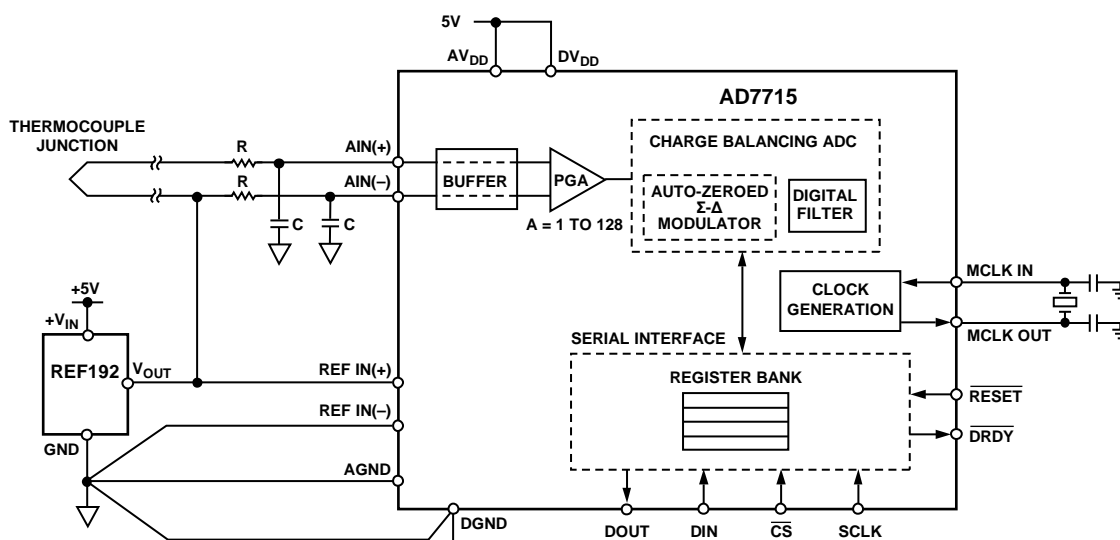 5V
AVDD
DVDD
AD7715
THERMOCOUPLE
JUNCTION
R
AIN(+)
R
AIN(–)
C
C
BUFFER
PGA
A = 1 TO 128
CHARGE BALANCING ADC
AUTO-ZEROED
Σ-Δ
MODULATOR
DIGITAL
FILTER
CLOCK
GENERATION
MCLK IN
MCLK OUT
SERIAL INTERFACE
REGISTER BANK
+5V
+VIN
REF192
VOUT
GND
REF IN(+)
REF IN(–)
AGND
DGND
RESET
DRDY
DOUT
DIN
CS
SCLK